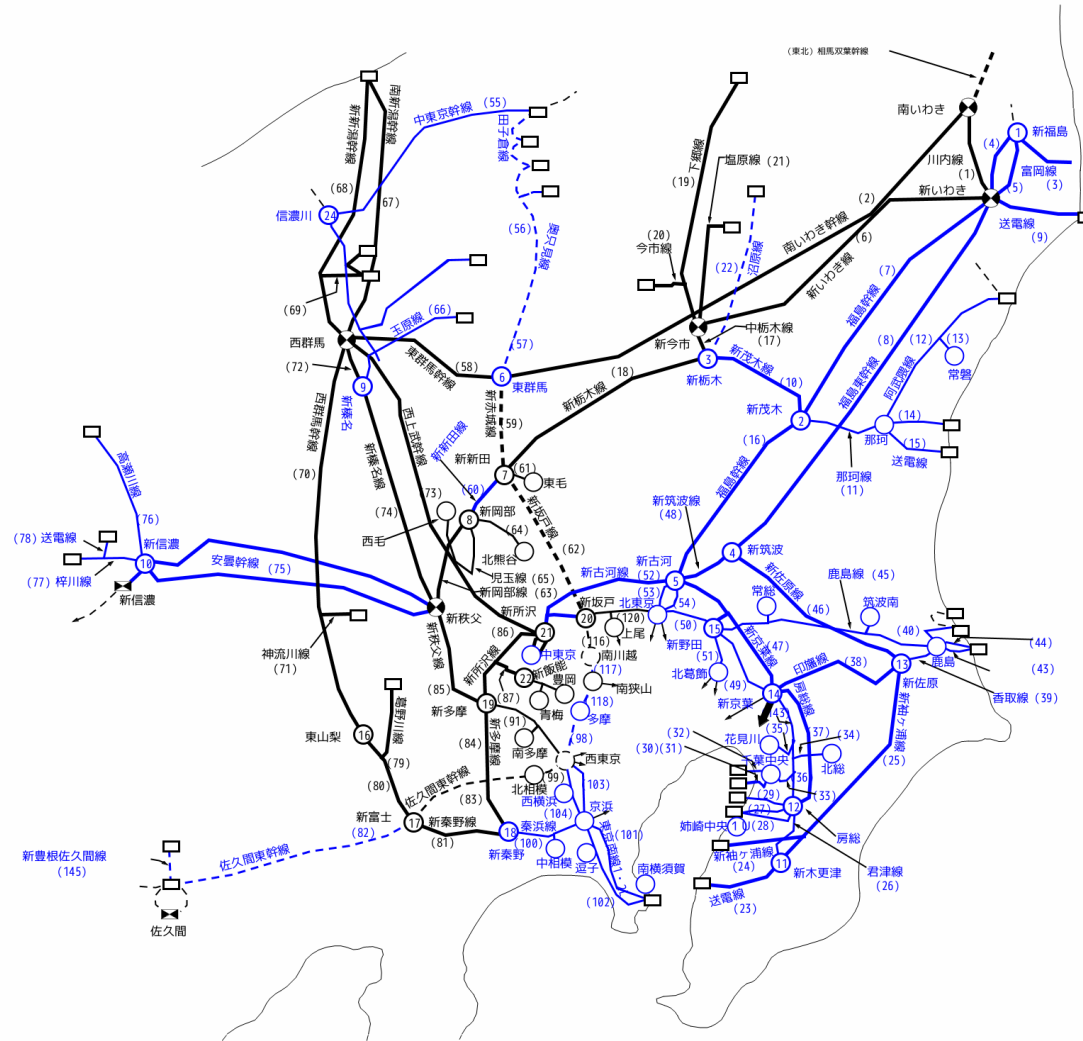 (東北) 相馬双葉幹線
南いわき
新福島
1
(4)
川内線
(1)
富岡線
(3)
(5)
新いわき
送電線
(9)
(2)
南いわき幹線
(6)
新いわき線
(7)
福島幹線
(8)
福島東幹線
(12)
(13)
阿武隈線
常磐
(14)
(15)
那珂
送電線
那珂線
(11)
南新潟幹線
新新潟幹線
(68)
(67)
中東京幹線 (55)
田子倉線
信濃川
24
(56)
奥只見線
(57)
下郷線
(19)
塩原線 (21)
(20)
今市線
(22)
沼原線
新今市
中栃木線
(17)
3
新栃木
新茂木線
(10)
新茂木
2
(16)
福島幹線
(69)
玉原線 (66)
西群馬
(72)
東群馬幹線
(58)
6
東群馬
9
新榛名
西群馬幹線
(70)
西上武幹線
新榛名線
(74)
新赤城線
(59)
新栃木線
(18)
新新田線
新新田
7
(61)
東毛
(60)
(73)
西毛
8
新岡部
(64)
北熊谷
児玉線 (65)
新岡部線 (63)
新坂戸線
(62)
高瀬川線
(76)
(78) 送電線
新信濃
10
(77) 梓川線
新信濃
安曇幹線
(75)
新秩父
新秩父線
(85)
新筑波線
(48)
4
新筑波
新古河
5
新古河線 (52)
(53)
(54)
北東京
新所沢
21
新坂戸
20
(120)
上尾
(116)
南川越
(117)
南狭山
(118)
多摩
(98)
中東京
(86)
新所沢線
(87)
22
新飯能
豊岡
青梅
新多摩
19
(91)
南多摩
(84)
新多摩線
(83)
神流川線
(71)
葛野川線
東山梨
16
(79)
(80)
新富士
17
(82)
佐久間東幹線
新秦野線
(81)
18
新秦野
佐久間東幹線
新豊根佐久間線
(145)
佐久間
北相模
(99)
西東京
(103)
西横浜
(104)
京浜
秦浜線
(100)
中相模
逗子
東京南線1・2
(101)
(102)
南横須賀
(50)
新野田
15
(51)
北葛飾
(49)
(47)
新京葉線
常総
新佐原線
(46)
鹿島線 (45)
筑波南
(40)
鹿島
(44)
(43)
香取線 (39)
13
新佐原
印旛線
(38)
新袖ヶ浦線
(25)
14
新京葉
房総線
(43)
(35)
(37)
(34)
花見川
北総
(32)
(30)(31)
千葉中央
(36)
(33)
(29)
(27)
(28)
姉崎中央
12
房総
君津線
(26)
新袖ヶ浦線
(24)
11
新木更津
送電線
(23)